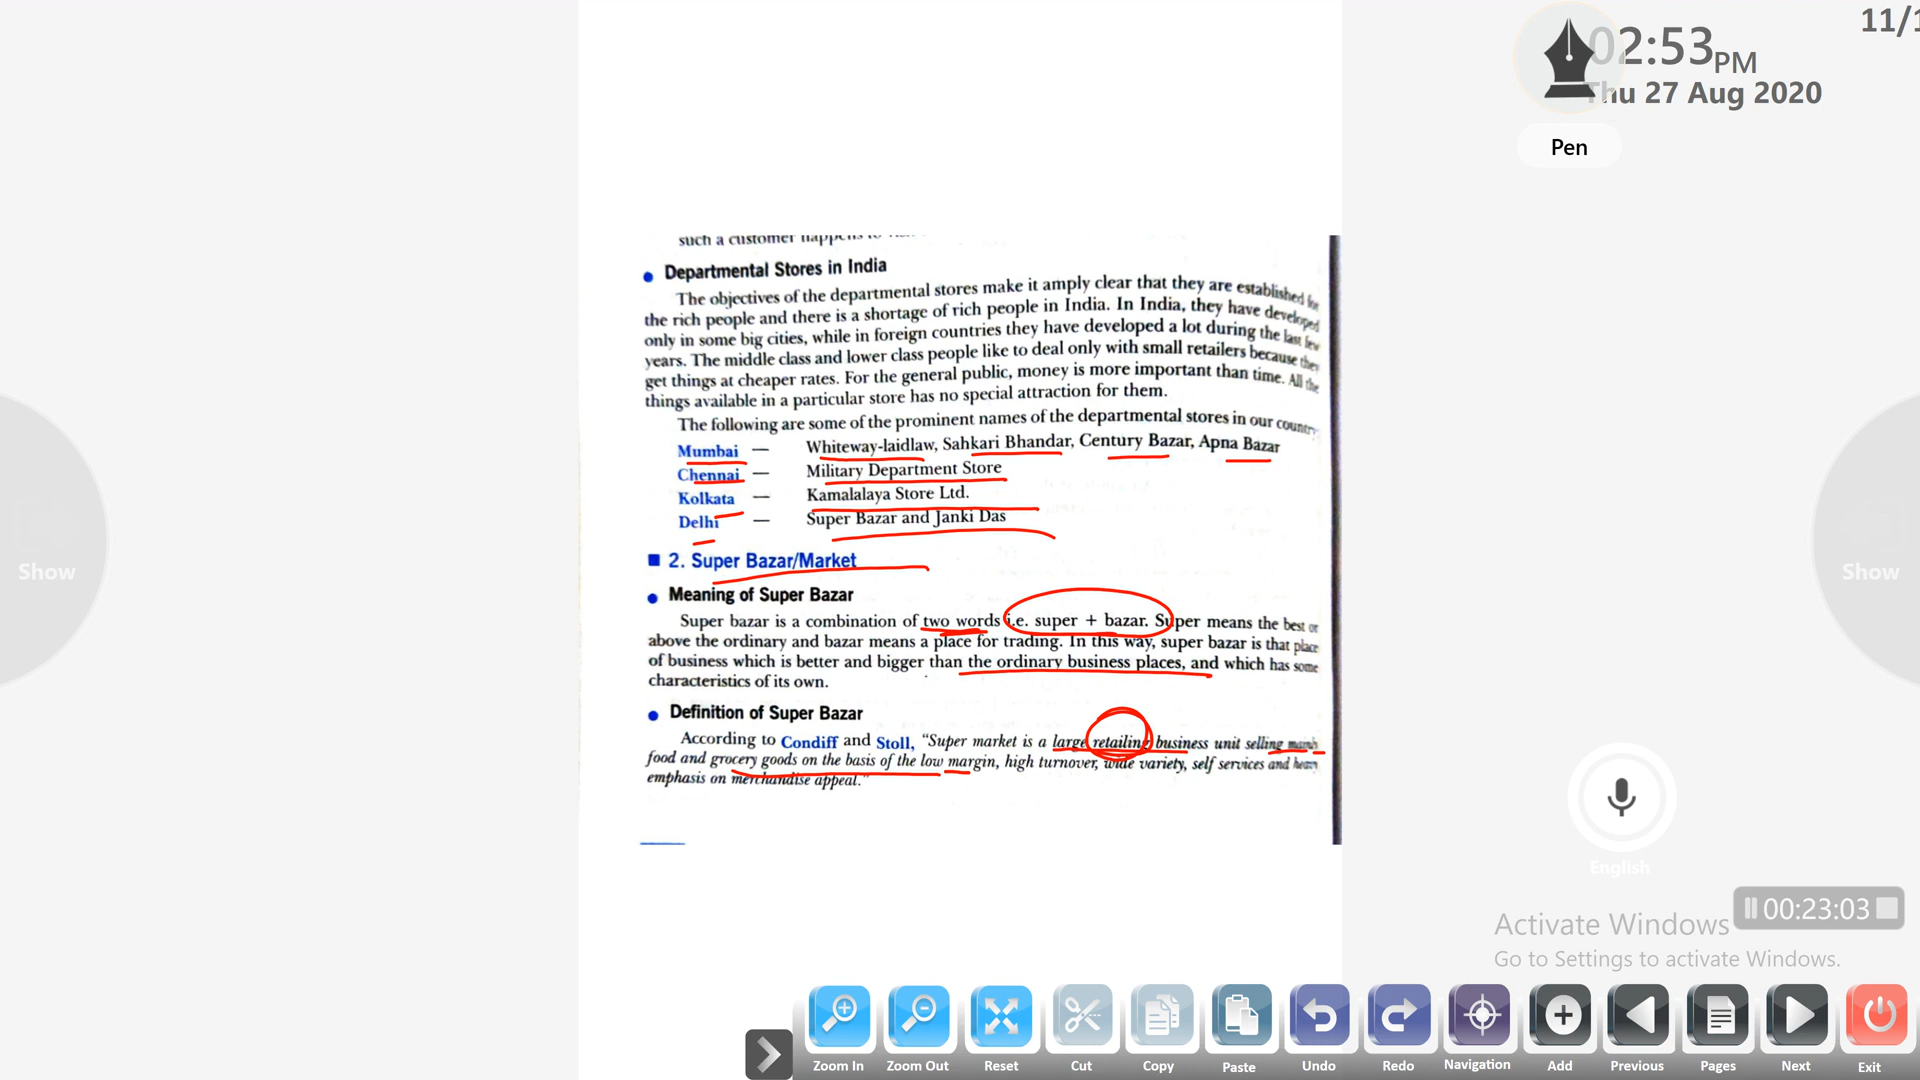 11/1
02:53PM
Thu 27 Aug 2020
Pen
such a customer happens to
Departmental Stores in India
The objectives of the departmental stores make it amply clear that they are established for
the rich people and there is a shortage of rich people in India. In India, they have developed
only in some big cities, while in foreign countries they have developed a lot during the last few
years. The middle class and lower class people like to deal only with small retailers because they
get things at cheaper rates. For the general public, money is more important than time. All the
things available in a particular store has no special attraction for them.
The following are some of the prominent names of the departmental stores in our country
Mumbai — Whiteway-laidlaw, Sahkari Bhandar, Century Bazar, Apna Bazar
Chennai — Military Department Store
Kolkata — Kamalalaya Store Ltd.
Delhi — Super Bazar and Janki Das
2. Super Bazar/Market
Meaning of Super Bazar
Super bazar is a combination of two words i.e. super + bazar. Super means the best or
above the ordinary and bazar means a place for trading. In this way, super bazar is that place
of business which is better and bigger than the ordinary business places, and which has some
characteristics of its own.
Definition of Super Bazar
According to Condiff and Stoll, “Super market is a large retailing business unit selling mainly
food and grocery goods on the basis of the low margin, high turnover, wide variety, self services and heavy
emphasis on merchandise appeal.”
Show
Show
English
00:23:03
Activate Windows
Go to Settings to activate Windows.
Zoom In Zoom Out Reset Cut Copy Paste Undo Redo Navigation Add Previous Pages Next Exit